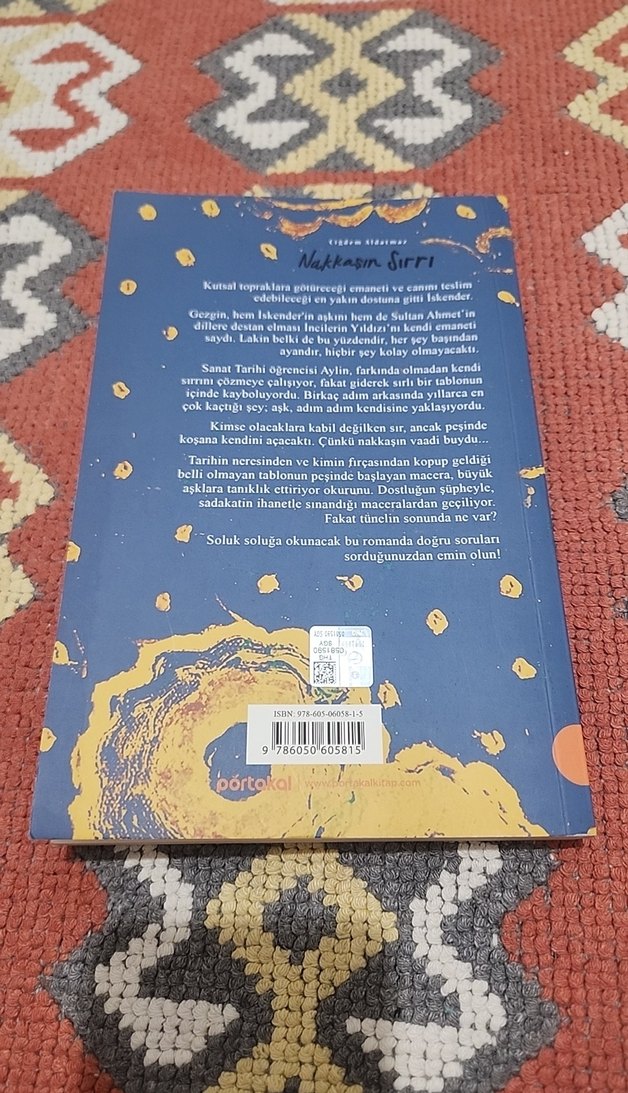 Çiğdem Aldatmaz
Nakkaşın Sırrı
Kutsal topraklara götüreceği emaneti ve canını teslim
edebileceği en yakın dostuna gitti İskender.
Gezgin, hem İskender'in aşkını hem de Sultan Ahmet'in
dillere destan elması İncilerin Yıldızı'nı kendi emaneti
saydı. Lakin belki de bu yüzdendir, her şey başından
ayandır, hiçbir şey kolay olmayacaktı.
Sanat Tarihi öğrencisi Aylin, farkında olmadan kendi
sırrını çözmeye çalışıyor, fakat giderek sırlı bir tablonun
içinde kayboluyordu. Birkaç adım arkasında yıllarca en
çok kaçtığı şey; aşk, adım adım kendisine yaklaşıyordu.
Kimse olacaklara kabil değilken sır, ancak peşinde
koşana kendini açacaktı. Çünkü nakkaşın vaadi buydu...
Tarihin neresinden ve kimin fırçasından kopup geldiği
belli olmayan tablonun peşinde başlayan macera, büyük
aşklara tanıklık ettiriyor okurunu. Dostluğun şüpheyle,
sadakatin ihanetle sınandığı maceralardan geçiliyor.
Fakat tünelin sonunda ne var?
Soluk soluğa okunacak bu romanda doğru soruları
sorduğunuzdan emin olun!
ISBN: 978-605-06058-1-5
9 786050 605815
pórtakal www.portakalkitap.com